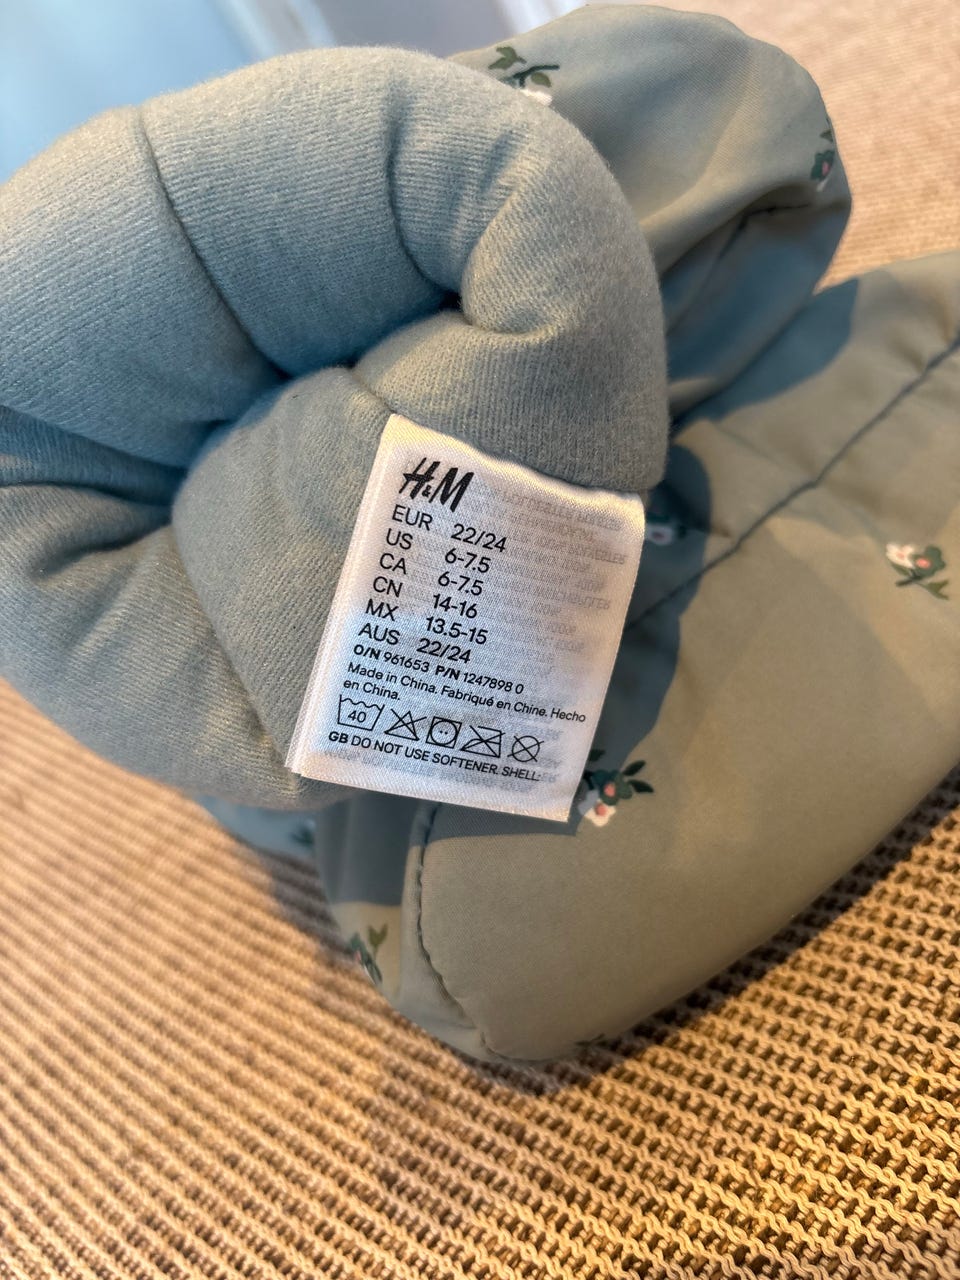 H&M
EUR 22/24
US 6-7.5
CA 6-7.5
CN 14-16
MX 13.5-15
AUS 22/24
O/N 961653 P/N 1247898 0
Made in China. Fabriqué en Chine. Hecho
en China.
40
GB DO NOT USE SOFTENER. SHELL: